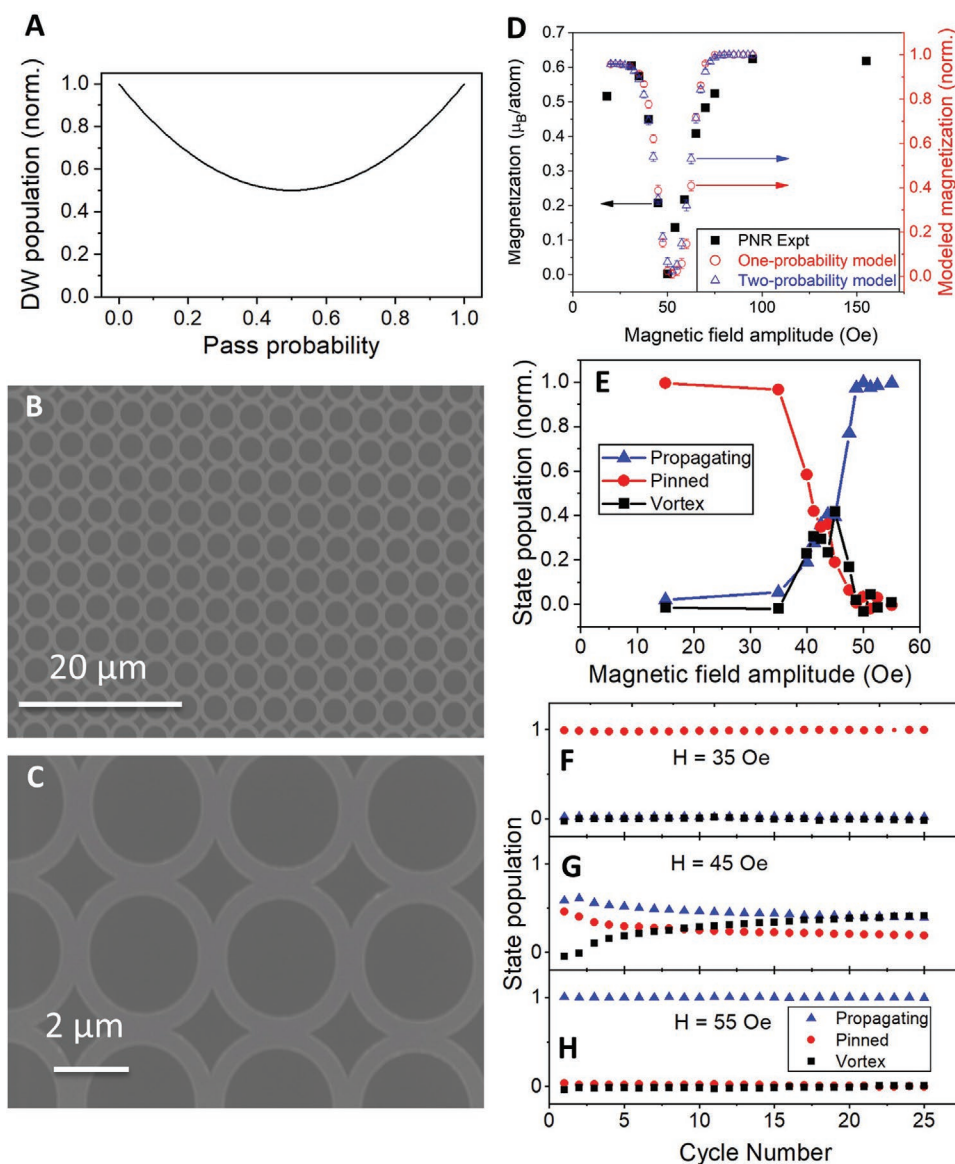 A
DW population (norm.)
1.0
0.8
0.6
0.4
0.2
0.0
0.0 0.2 0.4 0.6 0.8 1.0
Pass probability
B
20 µm
C
2 µm
D
Magnetization (µB/atom)
0.7
0.6
0.5
0.4
0.3
0.2
0.1
0.0
1.0
0.8
0.6
0.4
0.2
0.0
Modeled magnetization (norm.)
PNR Expt
One-probability model
Two-probability model
0 50 100 150
Magnetic field amplitude (Oe)
E
State population (norm.)
1.0
0.8
0.6
0.4
0.2
0.0
Propagating
Pinned
Vortex
0 10 20 30 40 50 60
Magnetic field amplitude (Oe)
State population
F
H = 35 Oe
1
0
G
H = 45 Oe
1
0
H
H = 55 Oe
1
0
Propagating
Pinned
Vortex
0 5 10 15 20 25
Cycle Number